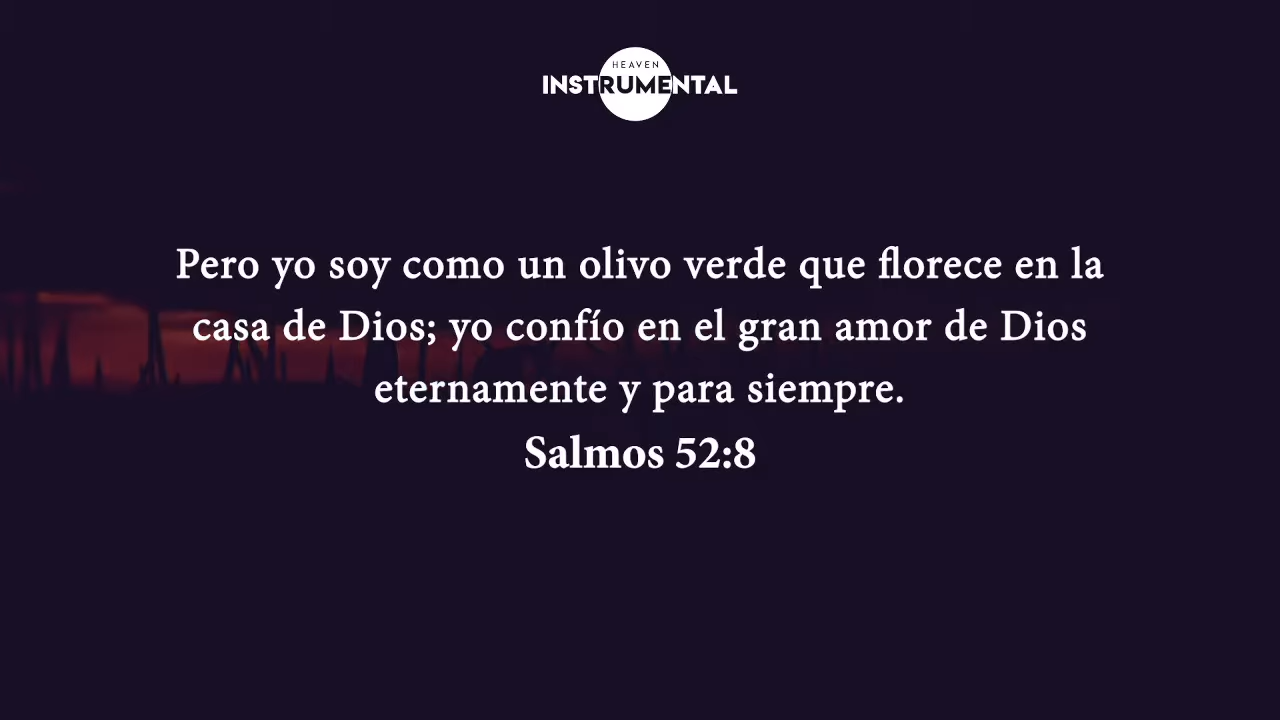 HEAVEN
INSTRUMENTAL
Pero yo soy como un olivo verde que florece en la
casa de Dios; yo confío en el gran amor de Dios
eternamente y para siempre.
Salmos 52:8